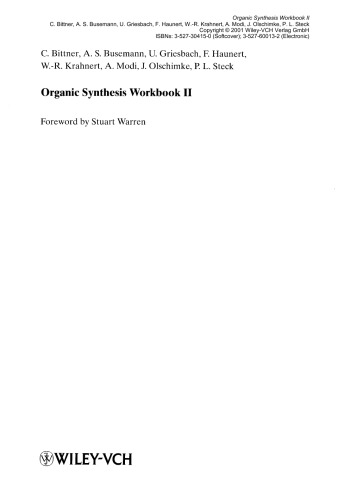 Organic Synthesis Workbook II
C. Bittner, A. S. Busemann, U. Griesbach, F. Haunert, W.-R. Krahnert, A. Modi, J. Olschimke, P. L. Steck
Copyright © 2001 Wiley-VCH Verlag GmbH
ISBNs: 3-527-30415-0 (Softcover); 3-527-60013-2 (Electronic)
C. Bittner, A. S. Busemann, U. Griesbach, F. Haunert,
W.-R. Krahnert, A. Modi, J. Olschimke, P. L. Steck
Organic Synthesis Workbook II
Foreword by Stuart Warren
WILEY-VCH